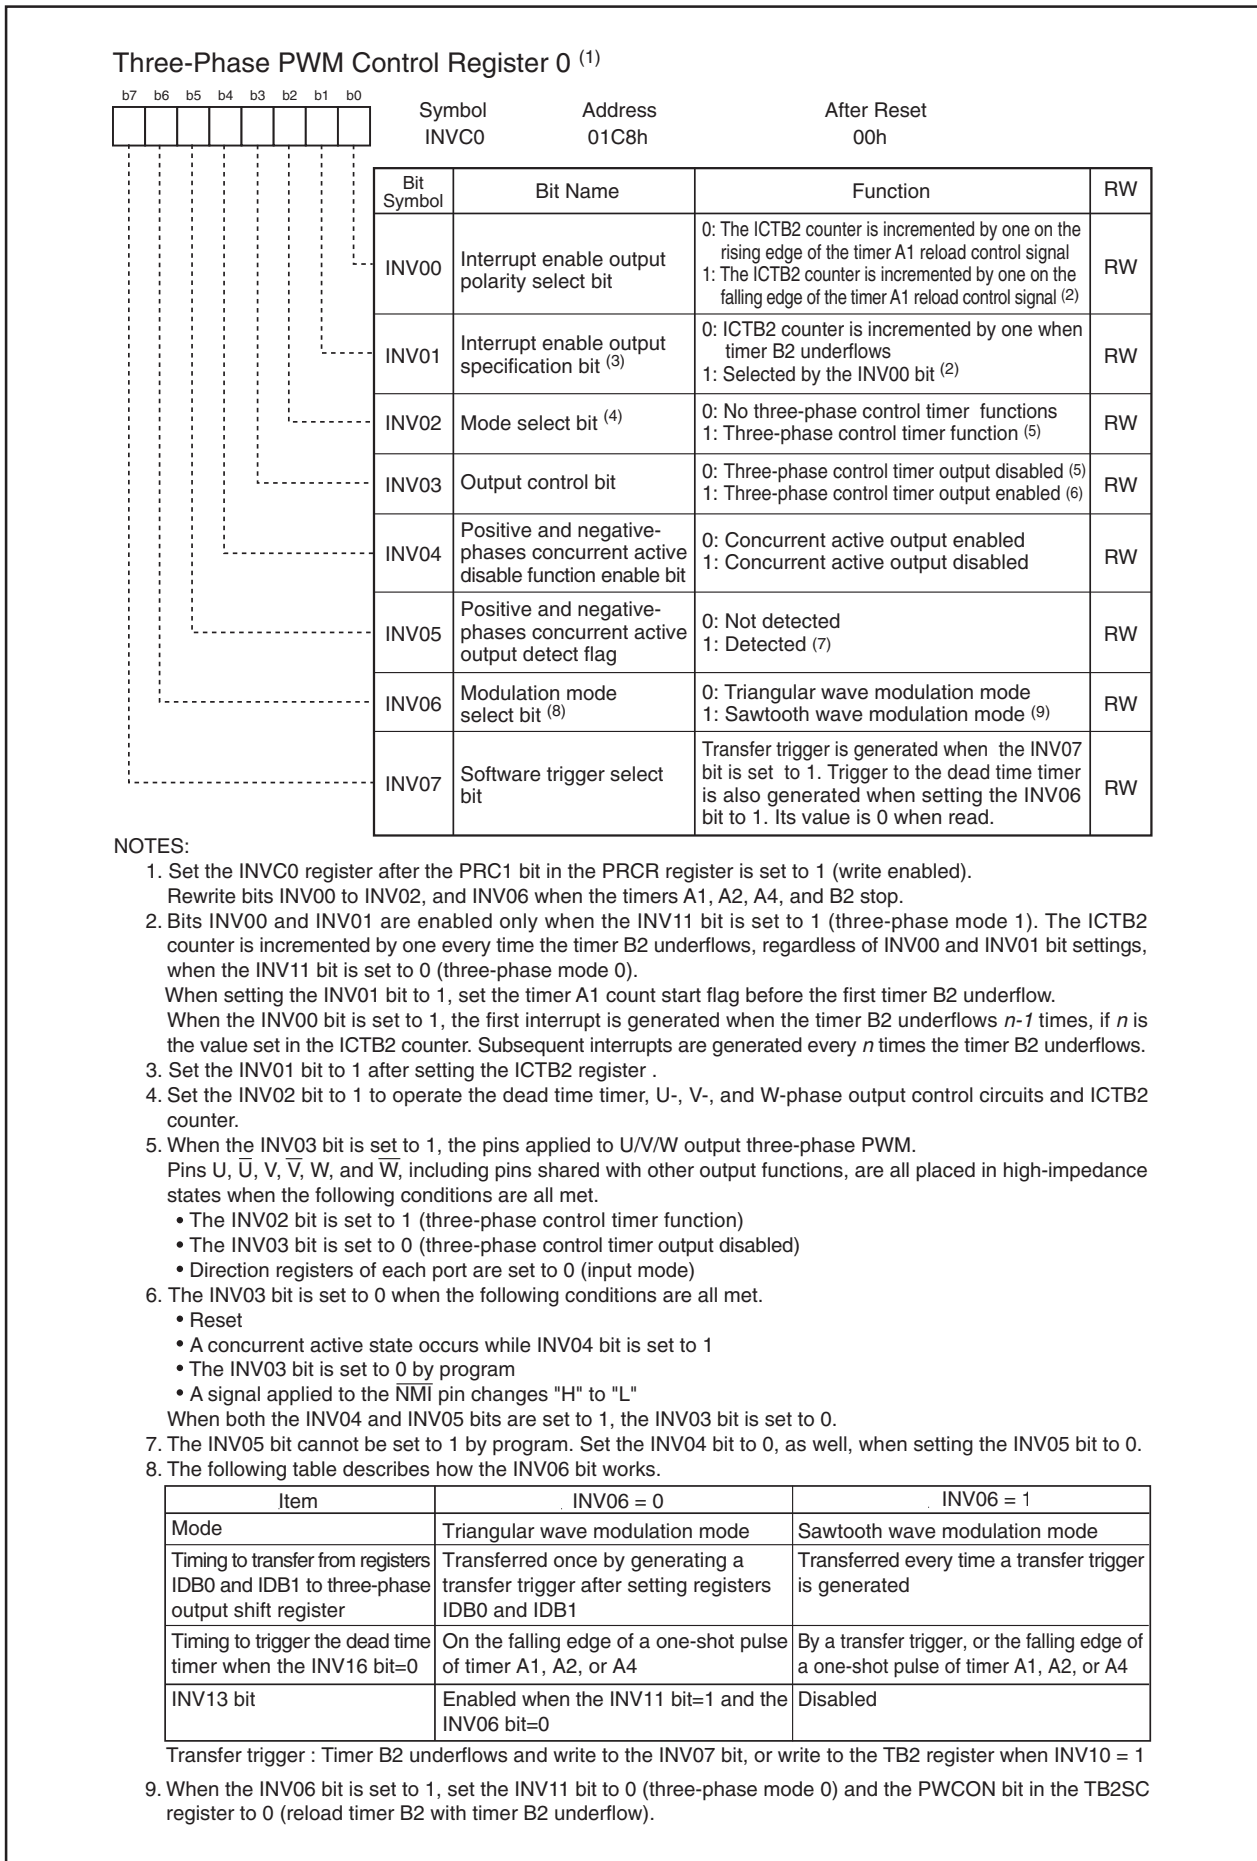 Three-Phase PWM Control Register 0 (1)
b7 b6 b5 b4 b3 b2 b1 b0
Symbol Address After Reset
INVC0 01C8h 00h
Bit Symbol Bit Name Function RW
INV00 Interrupt enable output polarity select bit
0: The ICTB2 counter is incremented by one on the
rising edge of the timer A1 reload control signal
1: The ICTB2 counter is incremented by one on the
falling edge of the timer A1 reload control signal (2)
RW
INV01 Interrupt enable output specification bit (3)
0: ICTB2 counter is incremented by one when
timer B2 underflows
1: Selected by the INV00 bit (2)
RW
INV02 Mode select bit (4)
0: No three-phase control timer functions
1: Three-phase control timer function (5)
RW
INV03 Output control bit
0: Three-phase control timer output disabled (5)
1: Three-phase control timer output enabled (6)
RW
INV04 Positive and negative-phases concurrent active disable function enable bit
0: Concurrent active output enabled
1: Concurrent active output disabled
RW
INV05 Positive and negative-phases concurrent active output detect flag
0: Not detected
1: Detected (7)
RW
INV06 Modulation mode select bit (8)
0: Triangular wave modulation mode
1: Sawtooth wave modulation mode (9)
RW
INV07 Software trigger select bit
Transfer trigger is generated when the INV07
bit is set to 1. Trigger to the dead time timer
is also generated when setting the INV06
bit to 1. Its value is 0 when read.
RW
NOTES:
1. Set the INVC0 register after the PRC1 bit in the PRCR register is set to 1 (write enabled).
Rewrite bits INV00 to INV02, and INV06 when the timers A1, A2, A4, and B2 stop.
2. Bits INV00 and INV01 are enabled only when the INV11 bit is set to 1 (three-phase mode 1). The ICTB2
counter is incremented by one every time the timer B2 underflows, regardless of INV00 and INV01 bit settings,
when the INV11 bit is set to 0 (three-phase mode 0).
When setting the INV01 bit to 1, set the timer A1 count start flag before the first timer B2 underflow.
When the INV00 bit is set to 1, the first interrupt is generated when the timer B2 underflows n-1 times, if n is
the value set in the ICTB2 counter. Subsequent interrupts are generated every n times the timer B2 underflows.
3. Set the INV01 bit to 1 after setting the ICTB2 register .
4. Set the INV02 bit to 1 to operate the dead time timer, U-, V-, and W-phase output control circuits and ICTB2
counter.
5. When the INV03 bit is set to 1, the pins applied to U/V/W output three-phase PWM.
Pins U, U̅, V, V̅, W, and W̅, including pins shared with other output functions, are all placed in high-impedance
states when the following conditions are all met.
• The INV02 bit is set to 1 (three-phase control timer function)
• The INV03 bit is set to 0 (three-phase control timer output disabled)
• Direction registers of each port are set to 0 (input mode)
6. The INV03 bit is set to 0 when the following conditions are all met.
• Reset
• A concurrent active state occurs while INV04 bit is set to 1
• The INV03 bit is set to 0 by program
• A signal applied to the N̅M̅I̅ pin changes "H" to "L"
When both the INV04 and INV05 bits are set to 1, the INV03 bit is set to 0.
7. The INV05 bit cannot be set to 1 by program. Set the INV04 bit to 0, as well, when setting the INV05 bit to 0.
8. The following table describes how the INV06 bit works.
Item INV06 = 0 INV06 = 1
Mode Triangular wave modulation mode Sawtooth wave modulation mode
Timing to transfer from registers Transferred once by generating a Transferred every time a transfer trigger
IDB0 and IDB1 to three-phase transfer trigger after setting registers is generated
output shift register IDB0 and IDB1
Timing to trigger the dead time On the falling edge of a one-shot pulse By a transfer trigger, or the falling edge of
timer when the INV16 bit=0 of timer A1, A2, or A4 a one-shot pulse of timer A1, A2, or A4
INV13 bit Enabled when the INV11 bit=1 and the Disabled
INV06 bit=0
Transfer trigger : Timer B2 underflows and write to the INV07 bit, or write to the TB2 register when INV10 = 1
9. When the INV06 bit is set to 1, set the INV11 bit to 0 (three-phase mode 0) and the PWCON bit in the TB2SC
register to 0 (reload timer B2 with timer B2 underflow).